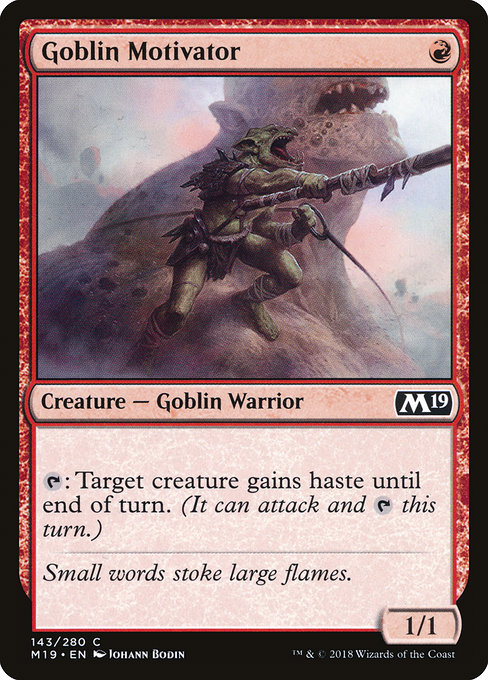 Goblin Motivator
Creature — Goblin Warrior
M19
: Target creature gains haste until
end of turn. (It can attack and this
turn.)
Small words stoke large flames.
1/1
143/280 C
M19 • EN Johann Bodin
™ & © 2018 Wizards of the Coast